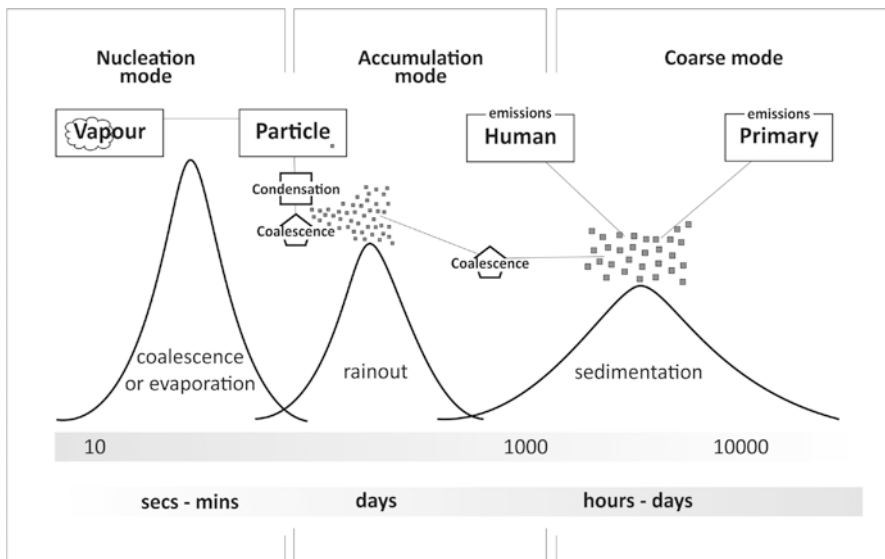 Nucleation
mode
Accumulation
mode
Coarse mode
Vapour
Particle
emissions
Human
emissions
Primary
Condensation
Coalescence
Coalescence
coalescence
or evaporation
rainout
sedimentation
10
1000
10000
secs - mins
days
hours - days